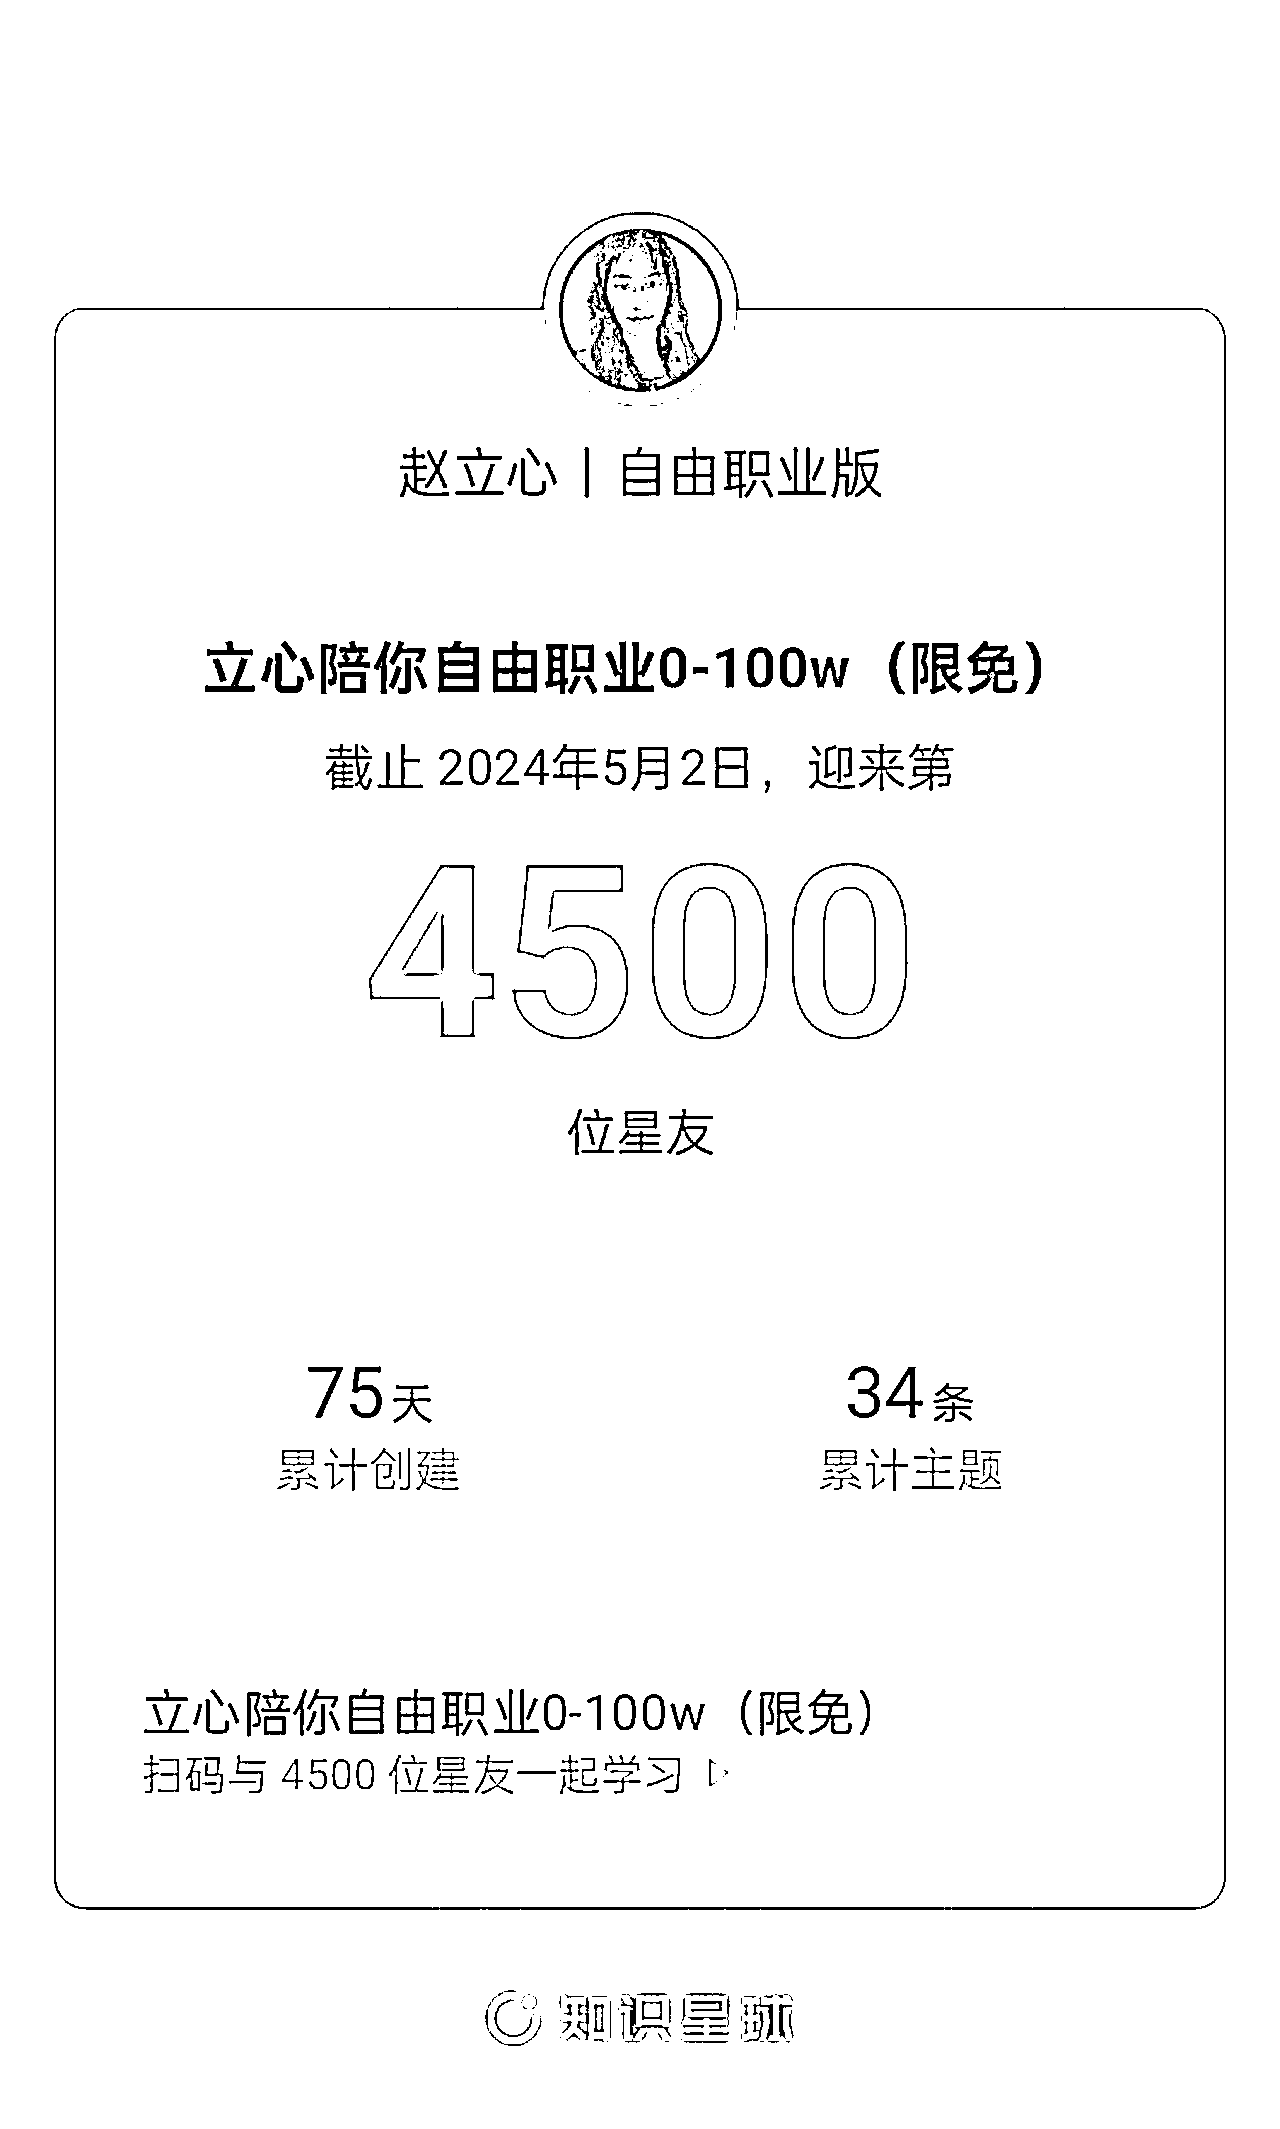 赵立心丨自由职业版
立心陪你自由职业0-100w（限免）
截止 2024年5月2日，迎来第
4500
位星友
75天
累计创建
34条
累计主题
立心陪你自由职业0-100w（限免）
扫码与 4500 位星友一起学习
知识星球